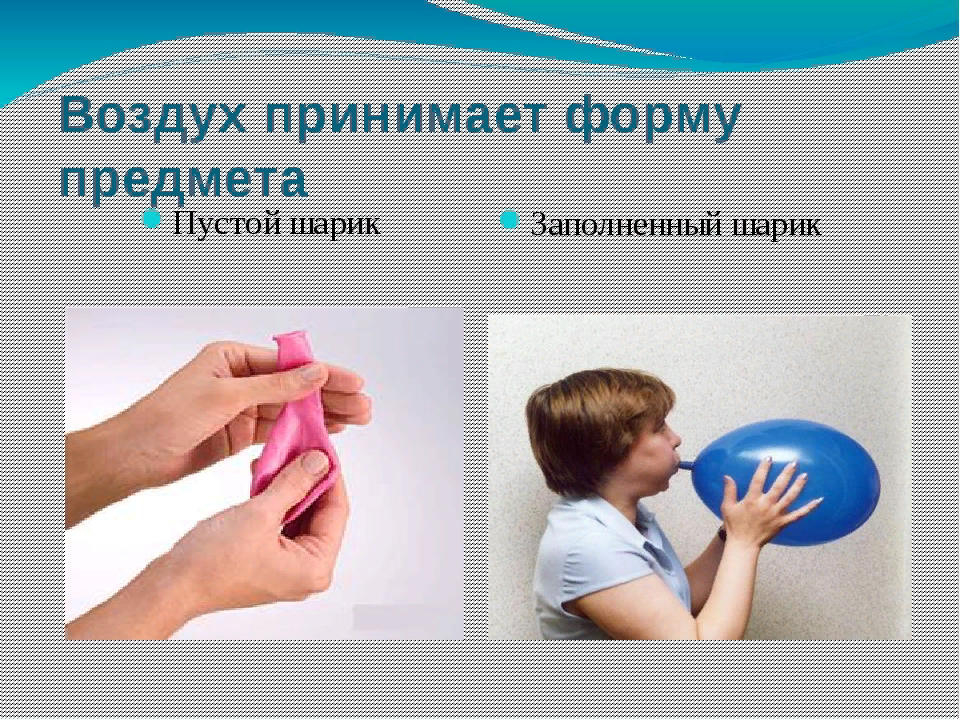 Воздух принимает форму
предмета
Пустой шарик
Заполненный шарик